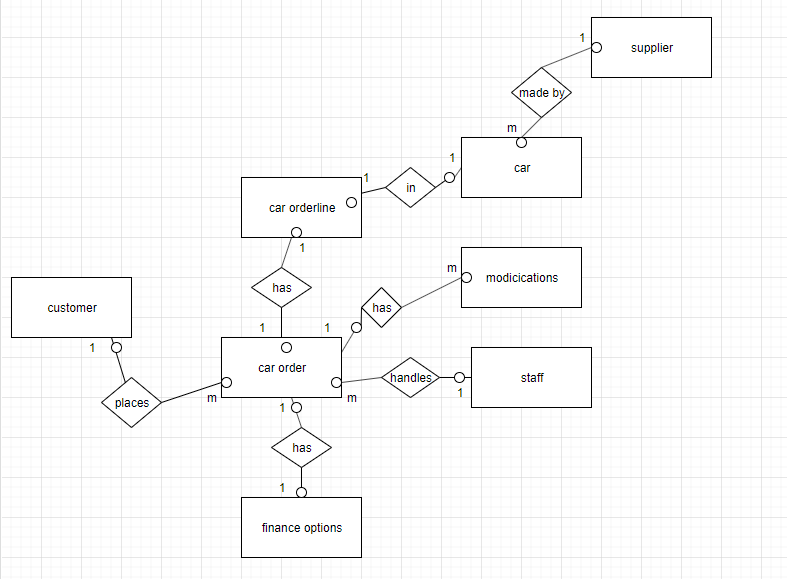 1
supplier
made by
m
1
car
1
in
car orderline
1
m
modicications
has
has
customer
1
1
1
car order
handles
staff
m
m
1
places
1
has
1
finance options